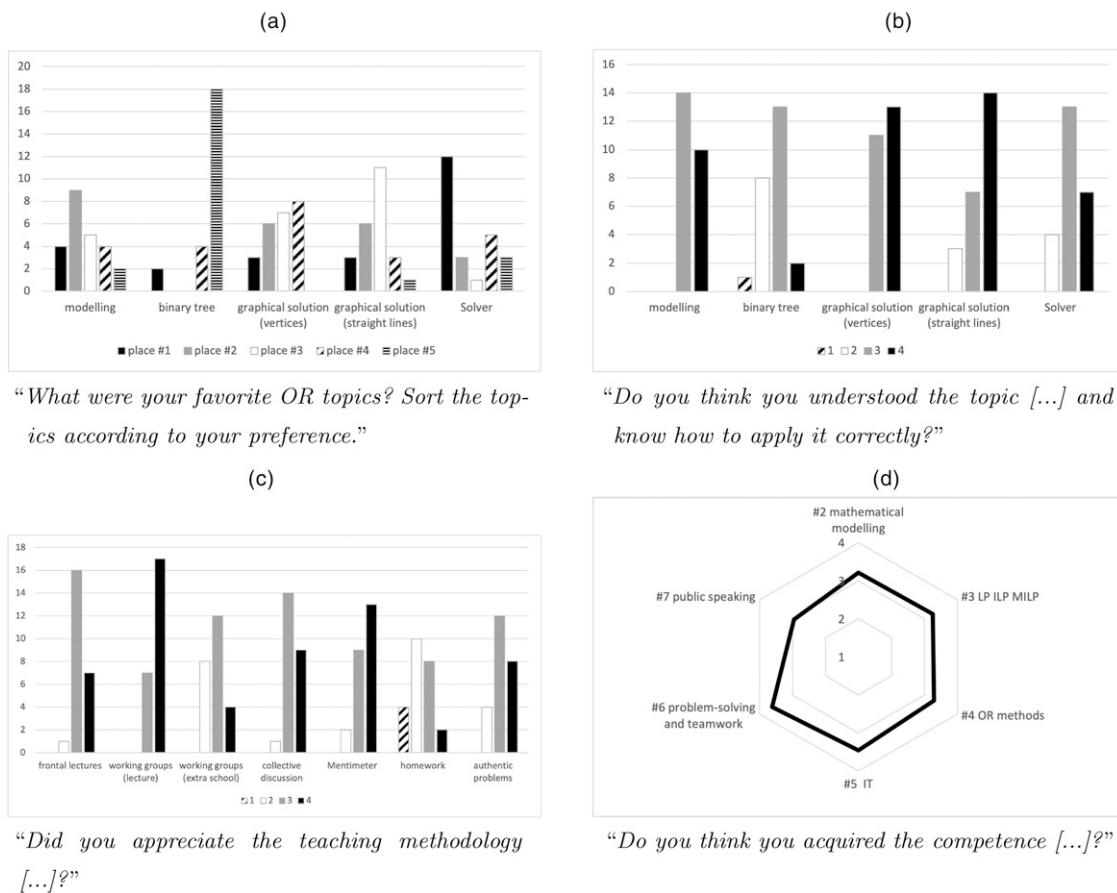 (a)
20
18
16
14
12
10
8
6
4
2
0
modelling
binary tree
graphical solution
(vertices)
graphical solution
(straight lines)
Solver
place #1
place #2
place #3
place #4
place #5
“What were your favorite OR topics? Sort the top-
ics according to your preference.”
(b)
16
14
12
10
8
6
4
2
0
modelling
binary tree
graphical solution
(vertices)
graphical solution
(straight lines)
Solver
1
2
3
4
“Do you think you understood the topic [...] and
know how to apply it correctly?”
(c)
18
16
14
12
10
8
6
4
2
0
frontal lectures
working groups
(lecture)
working groups
(extra school)
collective
discussion
Mentimeter
homework
authentic
problems
1
2
3
4
“Did you appreciate the teaching methodology
[...]?”
(d)
#2 mathematical
modelling
4
3
2
1
#3 LP ILP MILP
#4 OR methods
#5 IT
#6 problem-solving
and teamwork
#7 public speaking
“Do you think you acquired the competence [...]?”